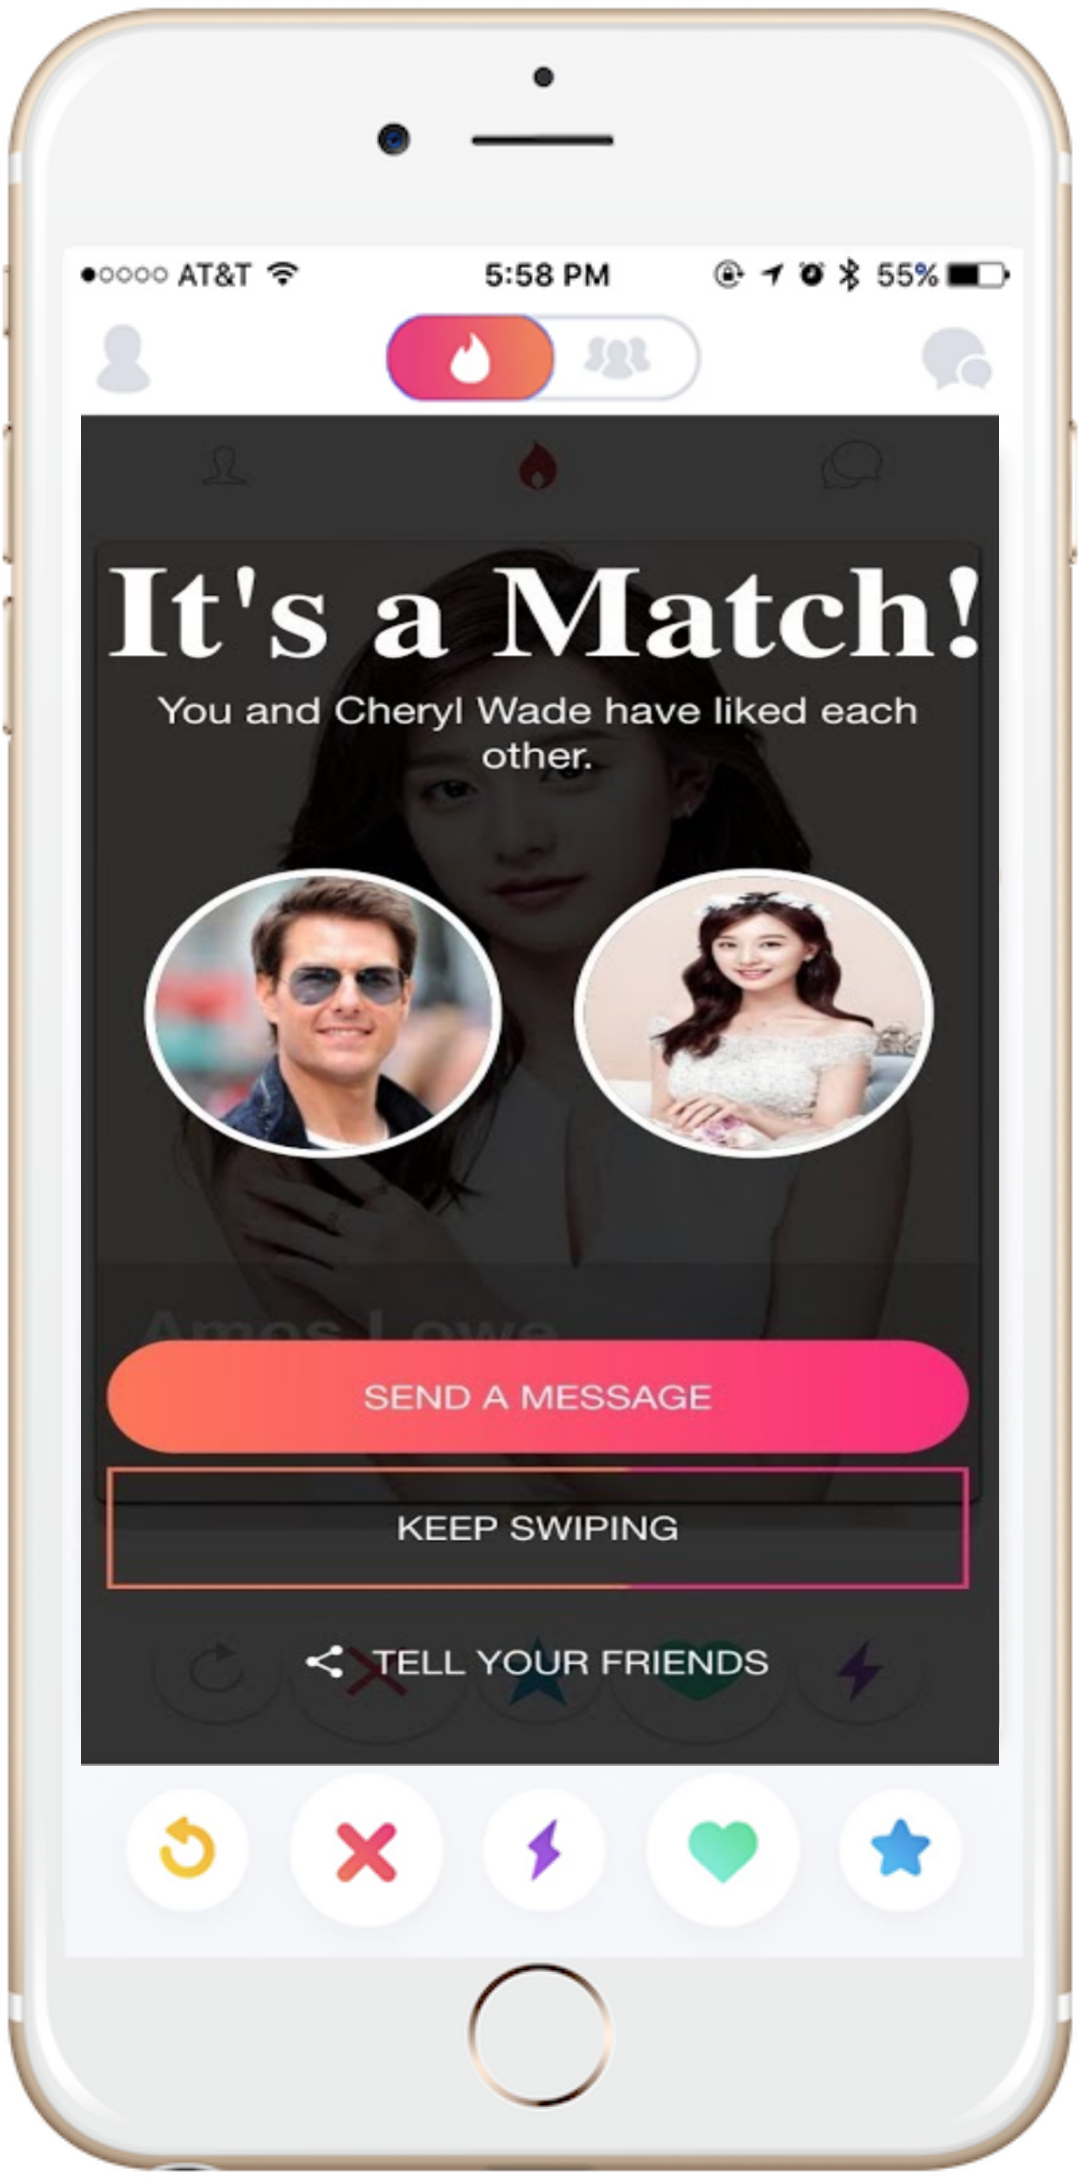 AT&T 5:58 PM 55%
It's a Match!
You and Cheryl Wade have liked each
other.
Amos Lowe
SEND A MESSAGE
KEEP SWIPING
TELL YOUR FRIENDS